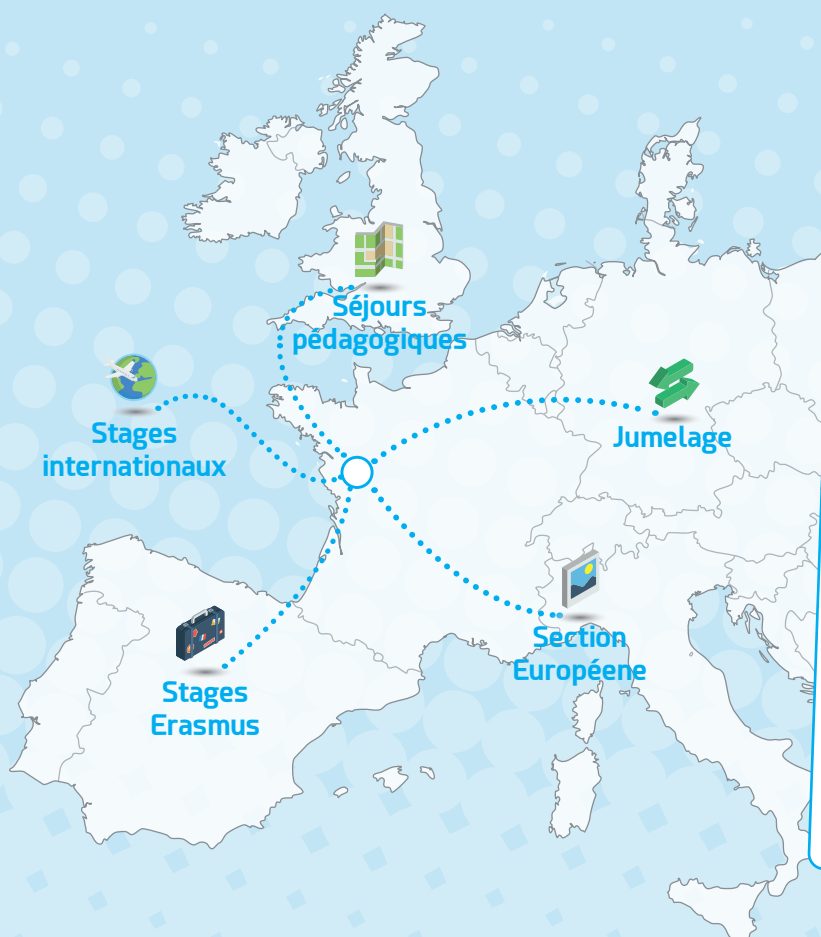 Séjours
pédagogiques
Stages
internationaux
Jumelage
Section
Européene
Stages
Erasmus